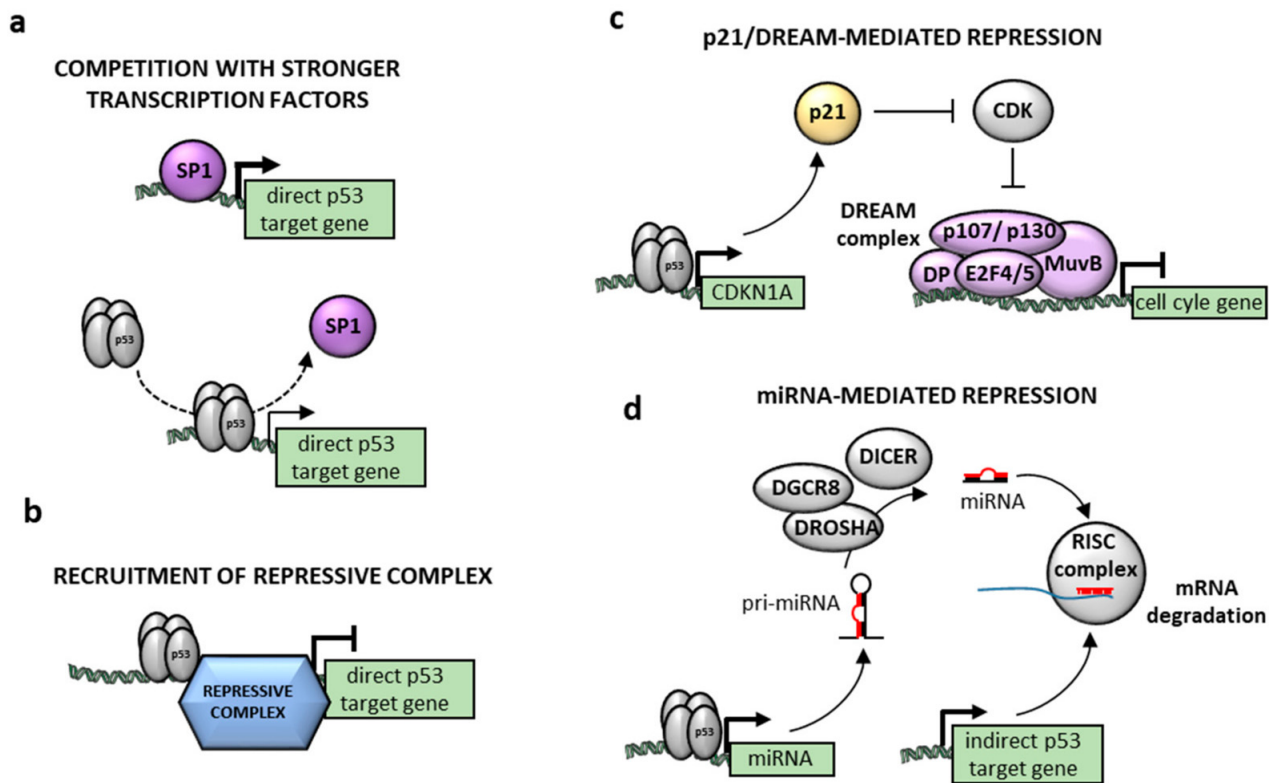 a
COMPETITION WITH STRONGER
TRANSCRIPTION FACTORS
SP1
direct p53
target gene
p53
SP1
p53
direct p53
target gene
b
RECRUITMENT OF REPRESSIVE COMPLEX
p53
REPRESSIVE
COMPLEX
direct p53
target gene
c
p21/DREAM-MEDIATED REPRESSION
p21
CDK
DREAM
complex
p107/ p130
MuvB
DP
E2F4/5
p53
CDKN1A
cell cyle gene
d
miRNA-MEDIATED REPRESSION
DICER
DGCR8
DROSHA
miRNA
RISC
complex
pri-miRNA
mRNA
degradation
p53
miRNA
indirect p53
target gene